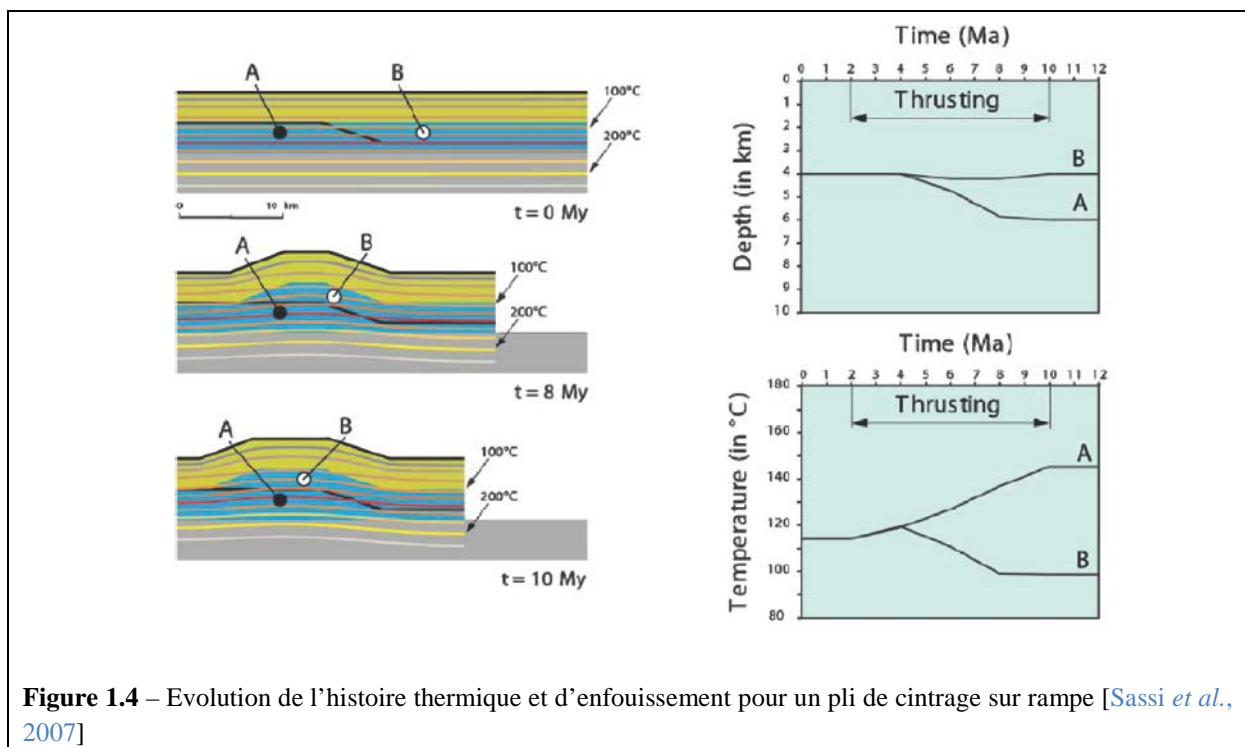 A
B
100°C
200°C
0
10 km
t = 0 My
A
B
100°C
200°C
t = 8 My
A
B
100°C
200°C
t = 10 My
Time (Ma)
0 1 2 3 4 5 6 7 8 9 10 12
Thrusting
Depth (in km)
0
1
2
3
4
5
6
7
8
9
10
B
A
Time (Ma)
0 1 2 3 4 5 6 7 8 9 10 12
Thrusting
Temperature (in °C)
180
160
140
120
100
80
A
B
Figure 1.4 – Evolution de l’histoire thermique et d’enfouissement pour un pli de cintrage sur rampe [Sassi et al.,
2007]